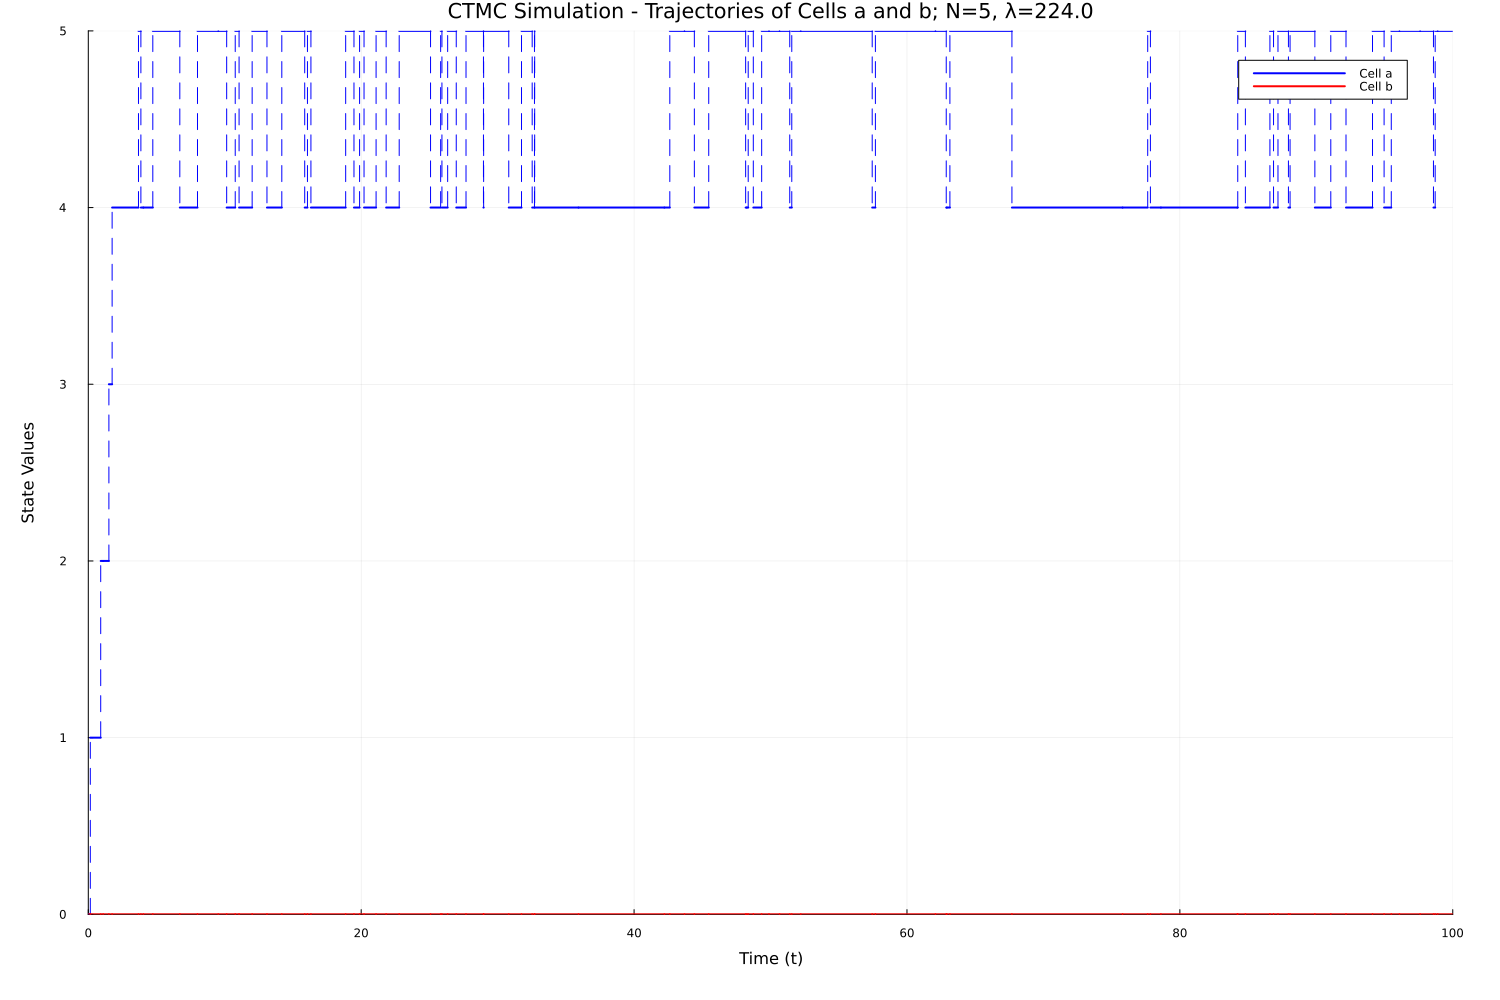 CTMC Simulation - Trajectories of Cells a and b; N=5, λ=224.0
5
Cell a
Cell b
4
3
State Values
2
1
0
0 20 40 60 80 100
Time (t)